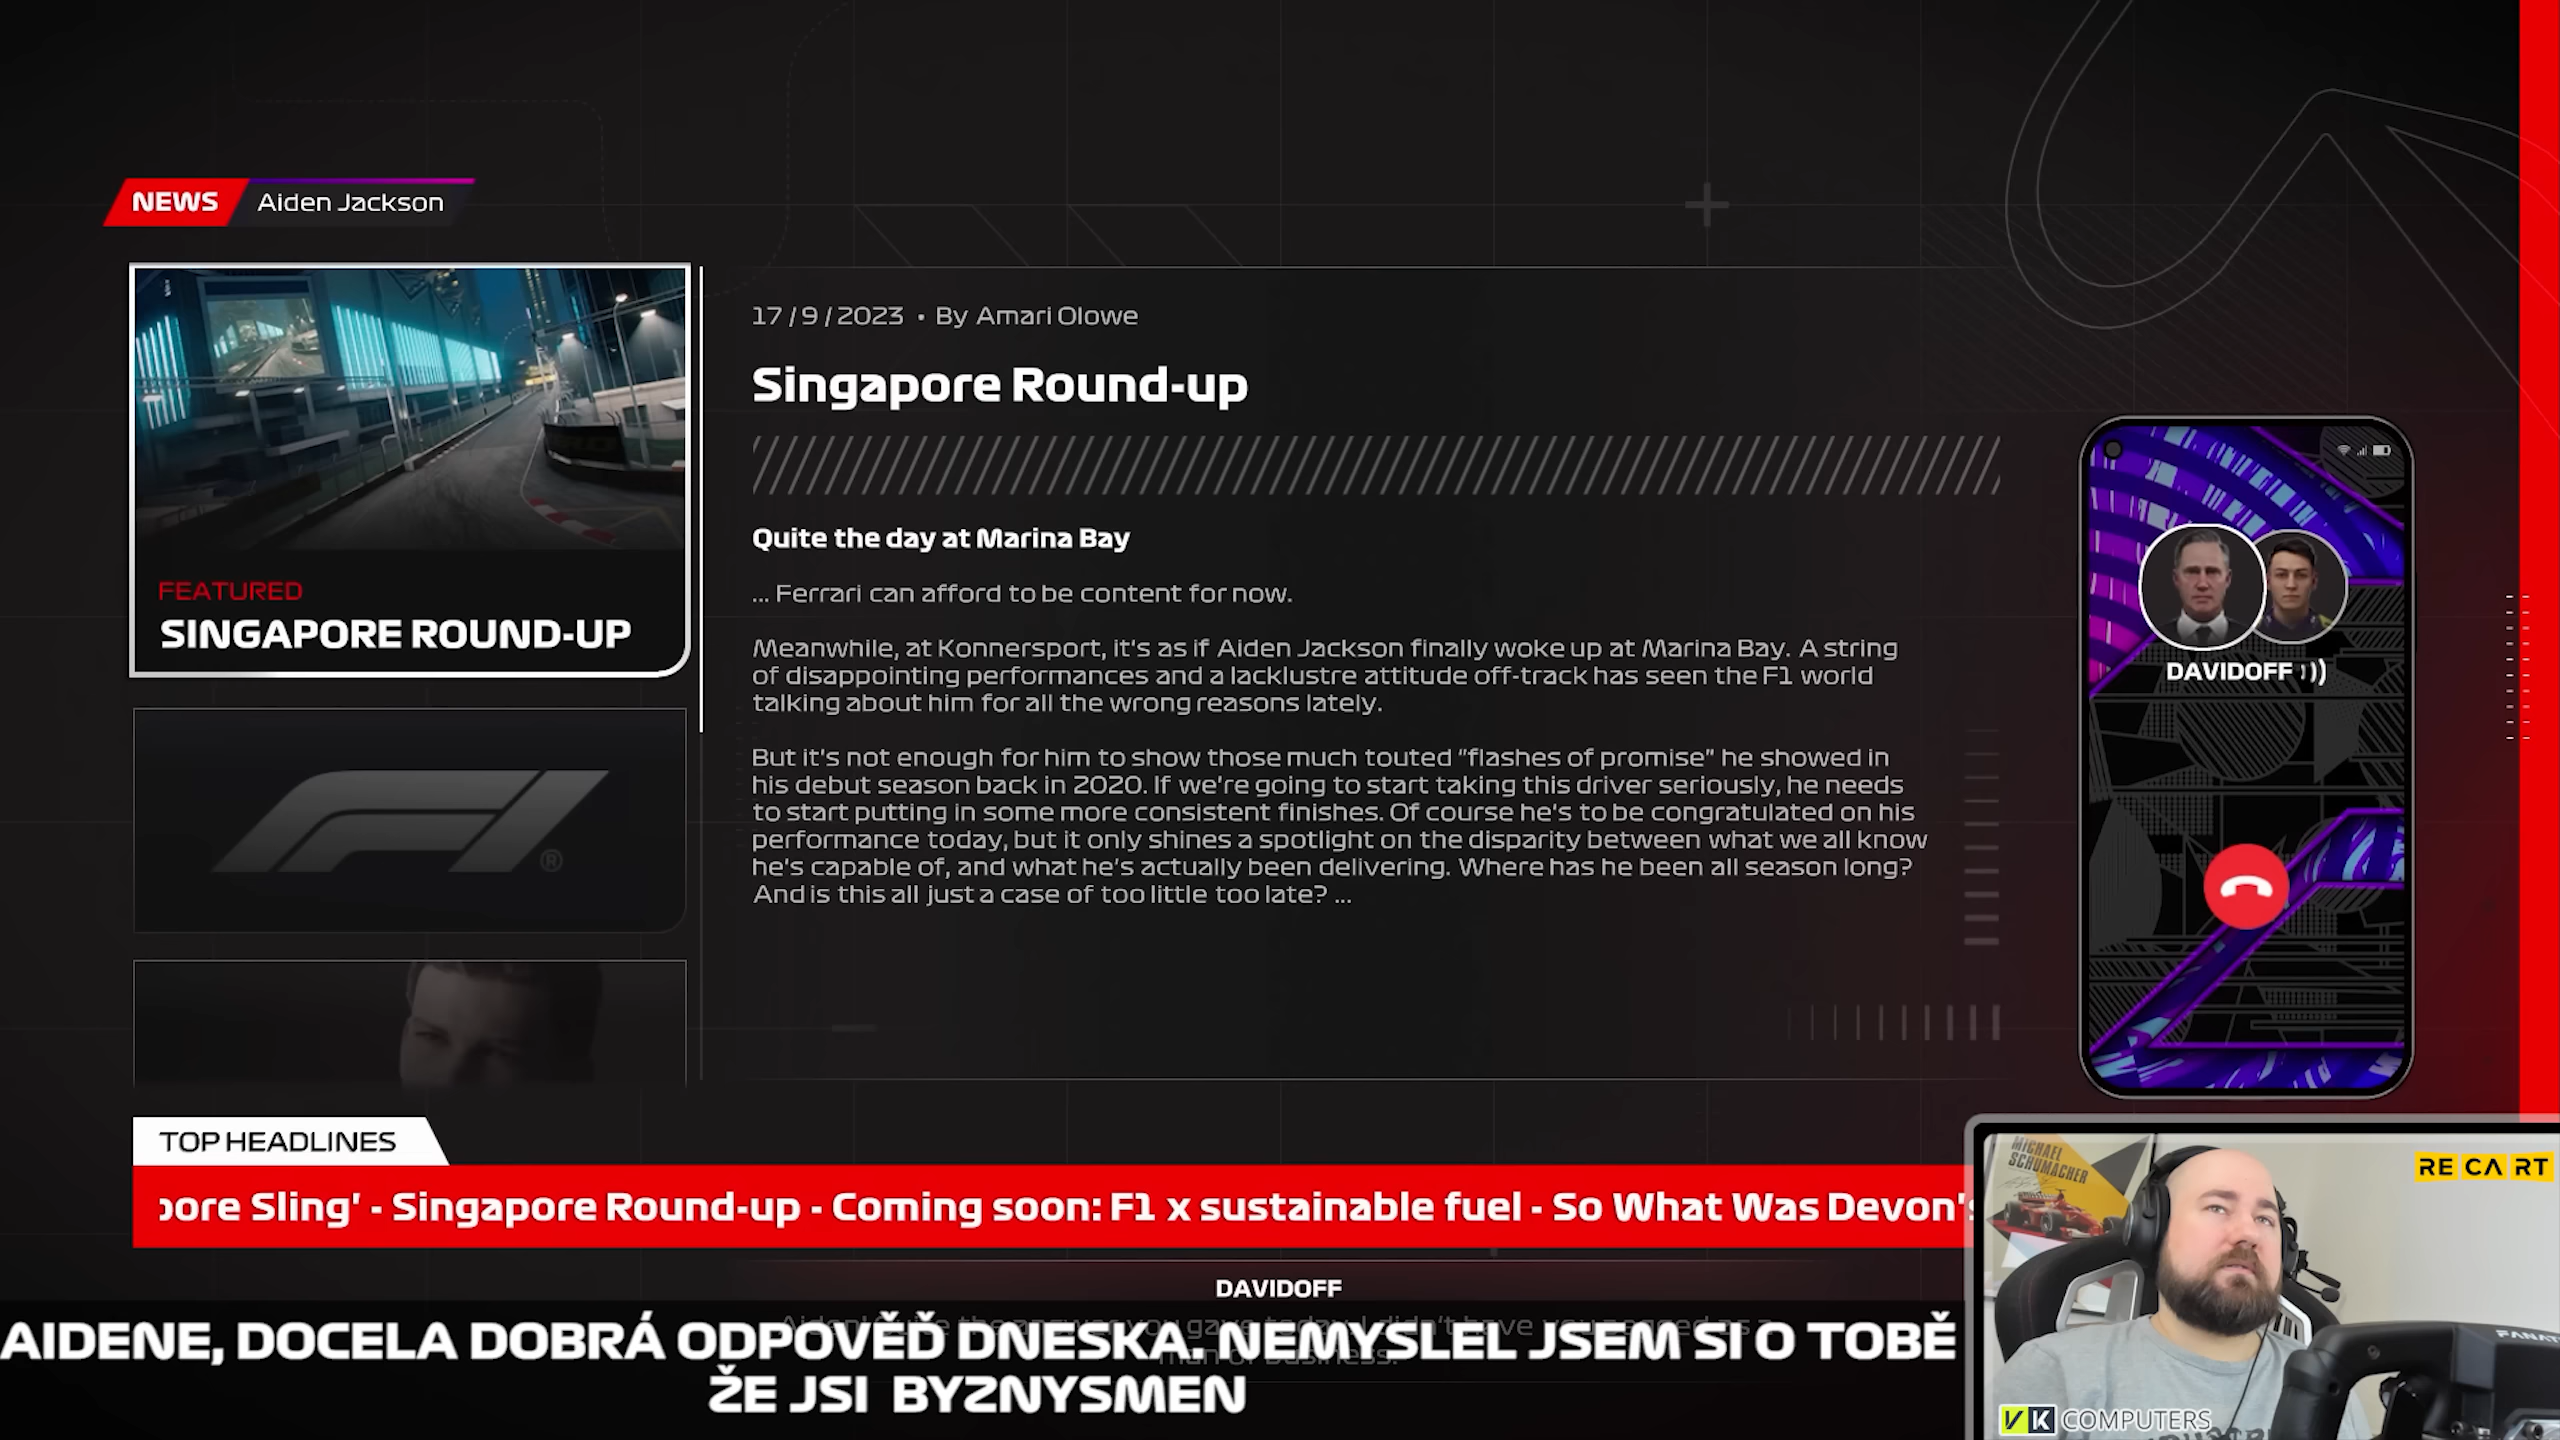 NEWS Aiden Jackson
FEATURED
SINGAPORE ROUND-UP
17/9/2023 • By Amari Olowe
Singapore Round-up
Quite the day at Marina Bay
... Ferrari can afford to be content for now.
Meanwhile, at Konnersport, it's as if Aiden Jackson finally woke up at Marina Bay. A string
of disappointing performances and a lacklustre attitude off-track has seen the F1 world
talking about him for all the wrong reasons lately.
But it's not enough for him to show those much touted "flashes of promise" he showed in
his debut season back in 2020. If we're going to start taking this driver seriously, he needs
to start putting in some more consistent finishes. Of course he's to be congratulated on his
performance today, but it only shines a spotlight on the disparity between what we all know
he's capable of, and what he's actually been delivering. Where has he been all season long?
And is this all just a case of too little too late? ...
DAVIDOFF
TOP HEADLINES
pore Sling' - Singapore Round-up - Coming soon: F1 x sustainable fuel - So What Was Devon's
DAVIDOFF
AIDENE, DOCELA DOBRÁ ODPOVĚĎ DNESKA. NEMYSLEL JSEM SI O TOBĚ
ŽE JSI BYZNYSMEN
man of business.
MICHAEL
SCHUMACHER
RE CA RT
FANAT
VK COMPUTERS